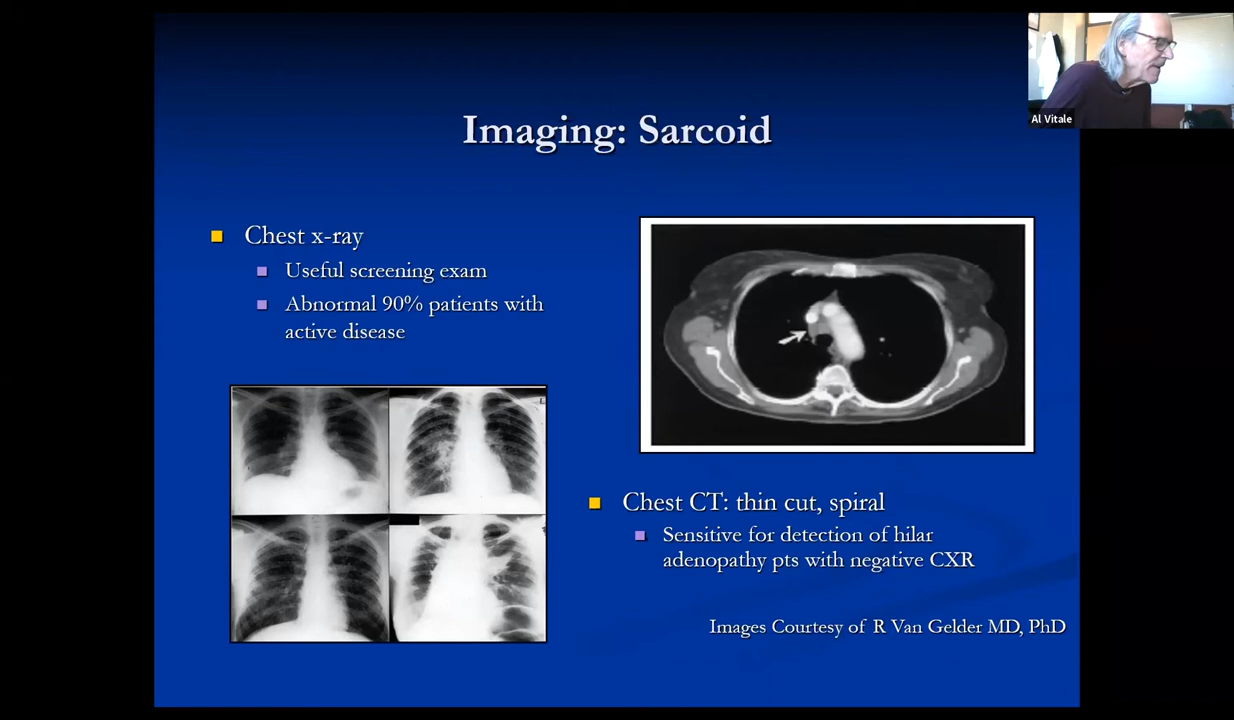 Imaging: Sarcoid
Chest x-ray
Useful screening exam
Abnormal 90% patients with
active disease
Chest CT: thin cut, spiral
Sensitive for detection of hilar
adenopathy pts with negative CXR
Images Courtesy of R Van Gelder MD, PhD
Al Vitale